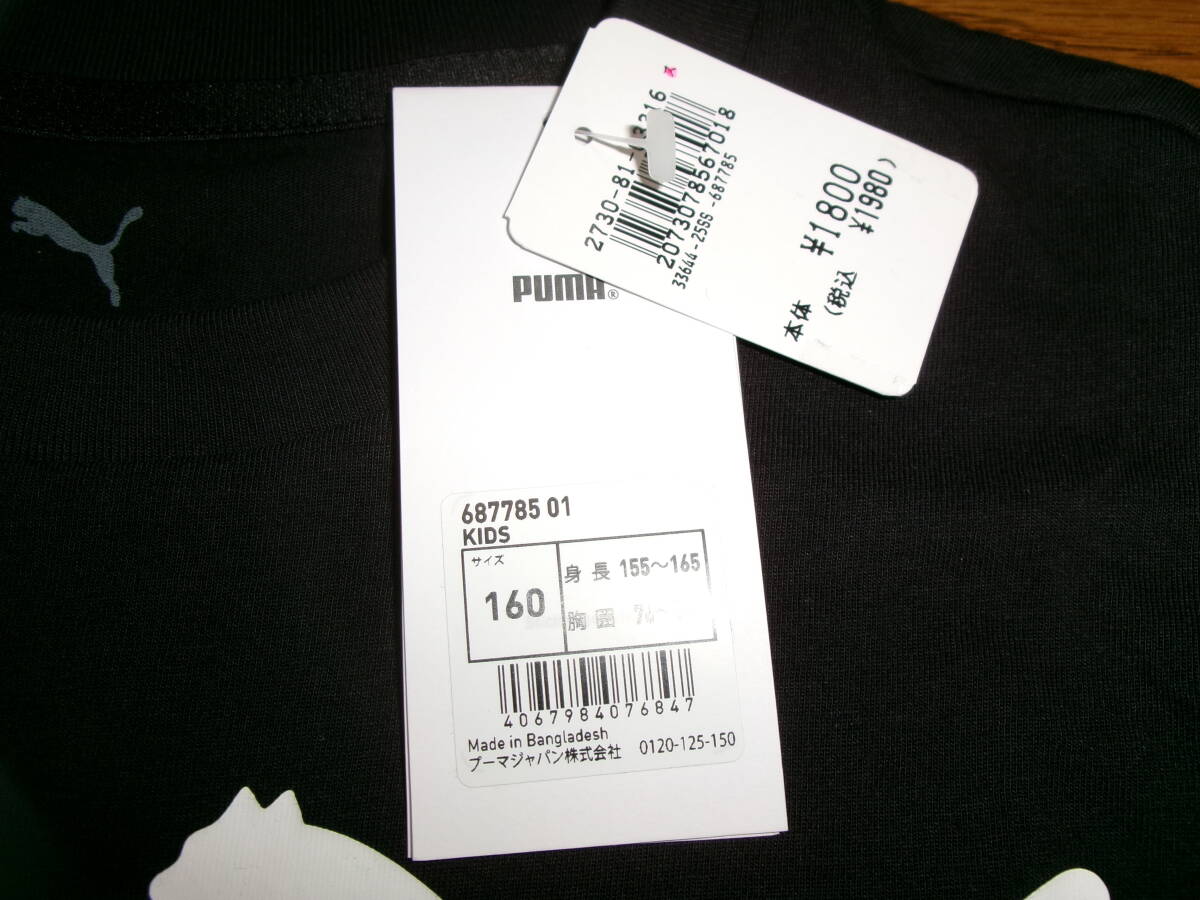 2073078567018
33644-25SS-687785
本体 ¥1800
(税込 ¥1980)
PUMA®
687785 01
KIDS
サイズ
160
身長 155~165
胸囲
4067984076847
Made in Bangladesh
プーマジャパン株式会社 0120-125-150